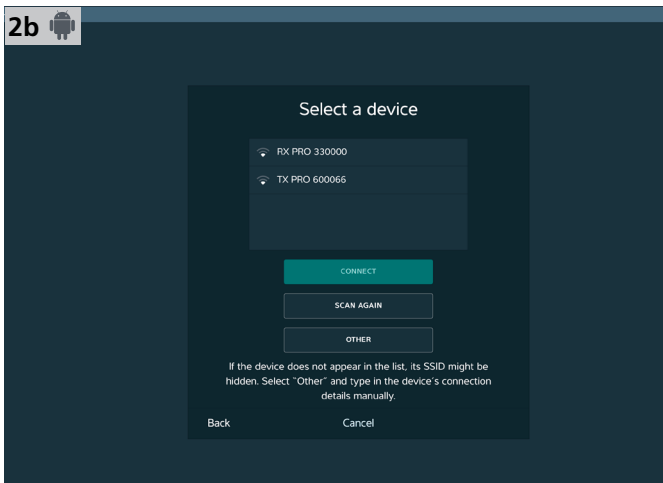 2b
Select a device
RX PRO 330000
TX PRO 600066
CONNECT
SCAN AGAIN
OTHER
If the device does not appear in the list, its SSID might be
hidden. Select "Other" and type in the device's connection
details manually.
Back Cancel